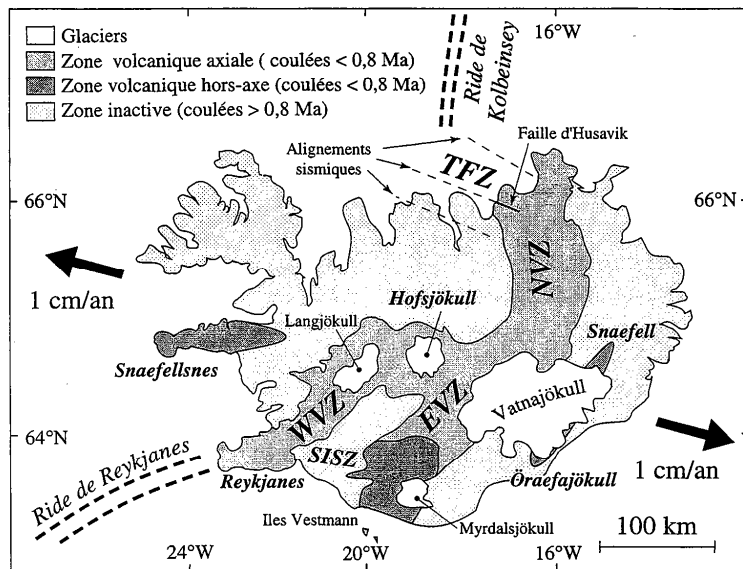 16°W
Glaciers
Zone volcanique axiale ( coulées < 0,8 Ma)
Zone volcanique hors-axe (coulées < 0,8 Ma)
Zone inactive (coulées > 0,8 Ma)
Ride de
Kolbeinsey
Alignements
sismiques
TFZ
Faille d'Husavik
66°N
66°N
1 cm/an
NVZ
Hofsjökull
Langjökull
Snaefell
Snaefellsnes
WVZ
EVZ
Vatnajökull
64°N
SISZ
Ride de Reykjanes
Reykjanes
Öraefajökull
1 cm/an
Iles Vestmann
Myrdalsjökull
100 km
24°W
20°W
16°W